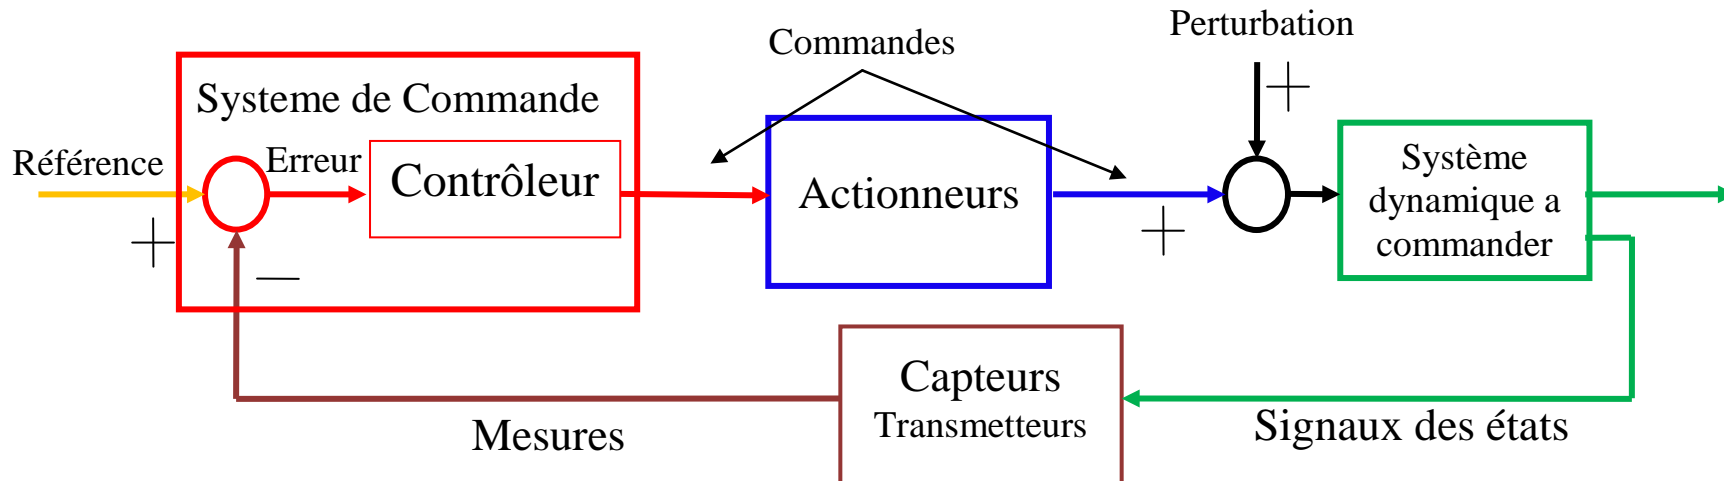 Perturbation
Commandes
+
Systeme de Commande
Référence
Erreur
Contrôleur
Actionneurs
Système
dynamique a
commander
+
+
−
Capteurs
Transmetteurs
Mesures
Signaux des états